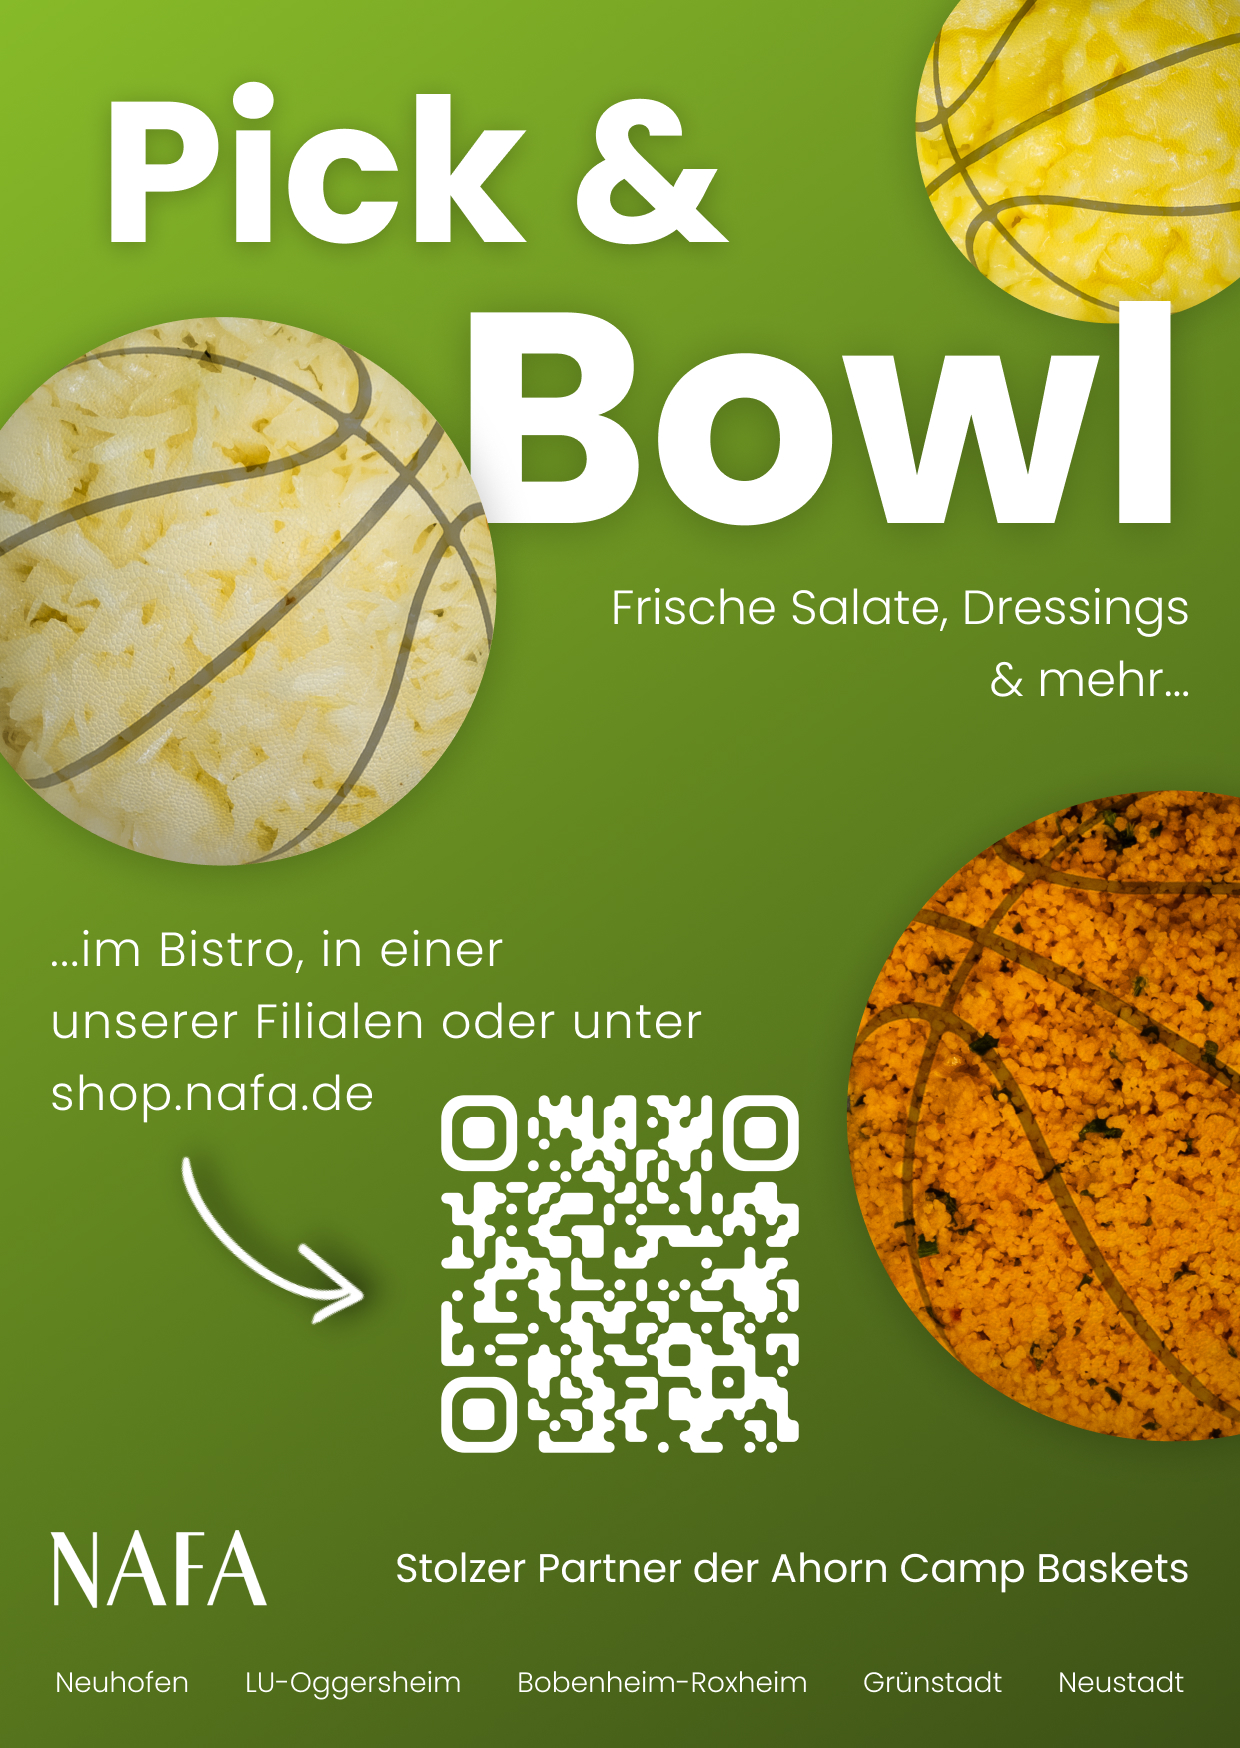 Pick &
Bowl
Frische Salate, Dressings
& mehr...
...im Bistro, in einer
unserer Filialen oder unter
shop.nafa.de
NAFA
Stolzer Partner der Ahorn Camp Baskets
Neuhofen LU-Oggersheim Bobenheim-Roxheim Grünstadt Neustadt